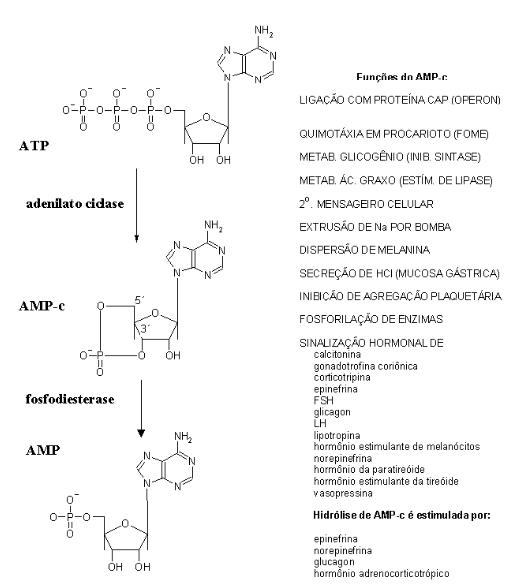 NH₂
N
N
N
N
O⁻
O⁻
O⁻
O⁻-P-O-P-O-P-O
O
O
O
O
OH
OH
ATP
adenilato ciclase
NH₂
N
N
N
N
AMP-c
O
5´
O
3´
O⁻-P-O
O
OH
fosfodiesterase
AMP
NH₂
N
N
N
N
O⁻
O⁻-P-O
O
O
OH
OH
Funções do AMP-c
LIGAÇÃO COM PROTEÍNA CAP (OPERON)
QUIMOTÁXIA EM PROCARIOTO (FOME)
METAB. GLICOGÊNIO (INIB. SINTASE)
METAB. ÁC. GRAXO (ESTÍM. DE LIPASE)
2º. MENSAGEIRO CELULAR
EXTRUSÃO DE Na POR BOMBA
DISPERSÃO DE MELANINA
SECREÇÃO DE HCl (MUCOSA GÁSTRICA)
INIBIÇÃO DE AGREGAÇÃO PLAQUETÁRIA
FOSFORILAÇÃO DE ENZIMAS
SINALIZAÇÃO HORMONAL DE
calcitonina
gonadotrofina coriônica
corticotripina
epinefrina
FSH
glicagon
LH
lipotropina
hormônio estimulante de melanócitos
norepinefrina
hormônio da paratireóide
hormônio estimulante da tireóide
vasopressina
Hidrólise de AMP-c é estimulada por:
epinefrina
norepinefrina
glucagon
hormônio adrenocorticotrópico